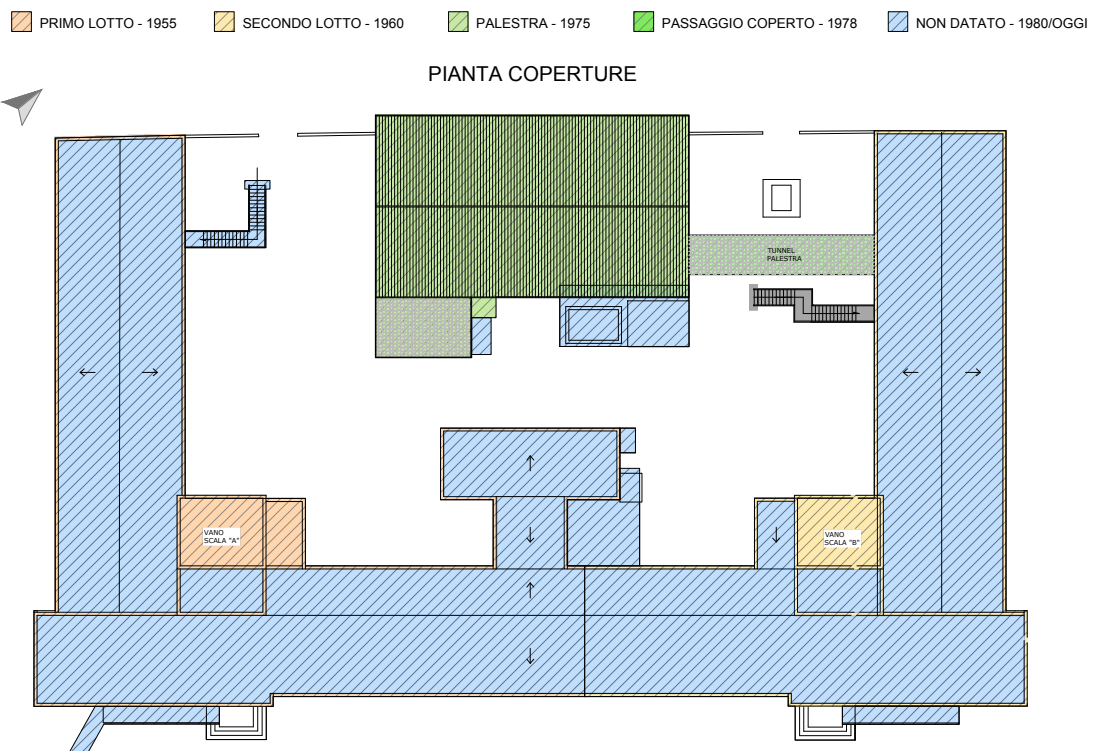 PRIMO LOTTO - 1955
SECONDO LOTTO - 1960
PALESTRA - 1975
PASSAGGIO COPERTO - 1978
NON DATATO - 1980/OGGI
PIANTA COPERTURE
TUNNEL
PALESTRA
VANO
SCALA "A"
VANO
SCALA "B"